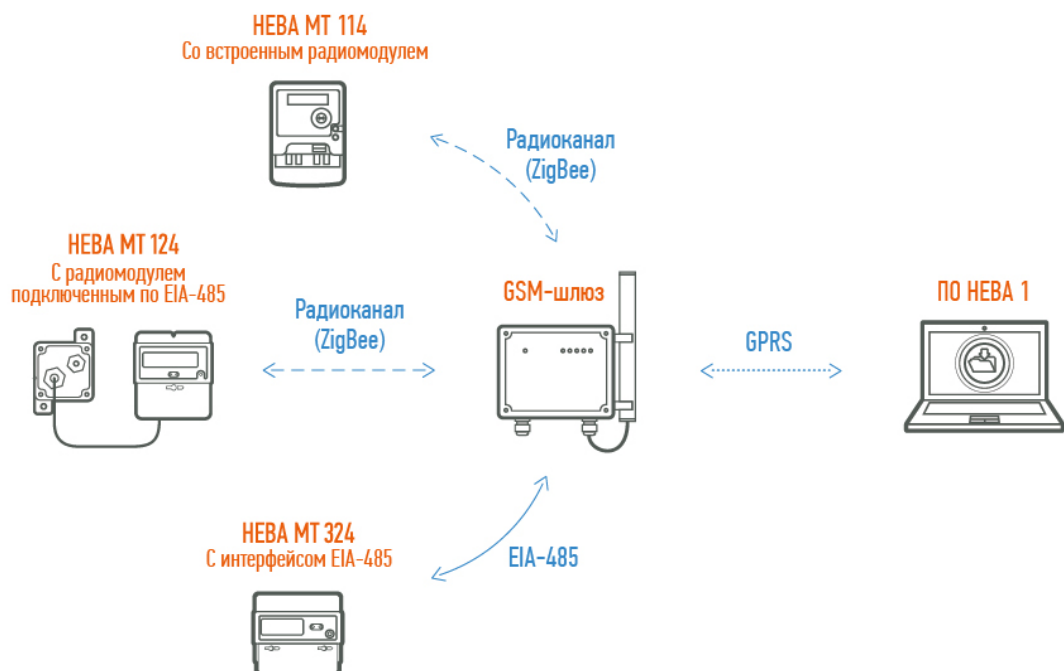 НЕВА МТ 114
Со встроенным радиомодулем
Радиоканал
(ZigBee)
НЕВА МТ 124
С радиомодулем
подключенным по EIA-485
Радиоканал
(ZigBee)
GSM-шлюз
GPRS
ПО НЕВА 1
НЕВА МТ 324
С интерфейсом EIA-485
EIA-485